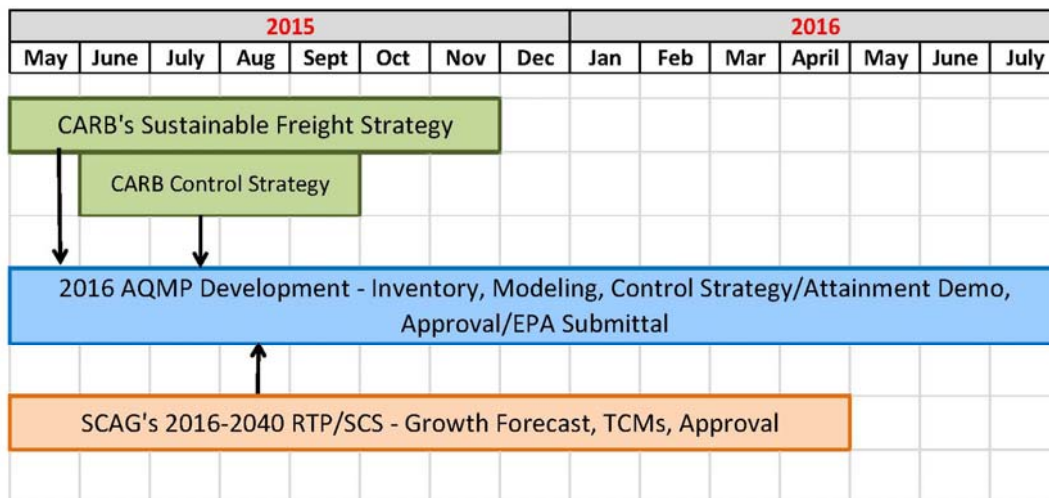 2015 2016
May June July Aug Sept Oct Nov Dec Jan Feb Mar April May June July
CARB's Sustainable Freight Strategy
CARB Control Strategy
2016 AQMP Development - Inventory, Modeling, Control Strategy/Attainment Demo,
Approval/EPA Submittal
SCAG's 2016-2040 RTP/SCS - Growth Forecast, TCMs, Approval